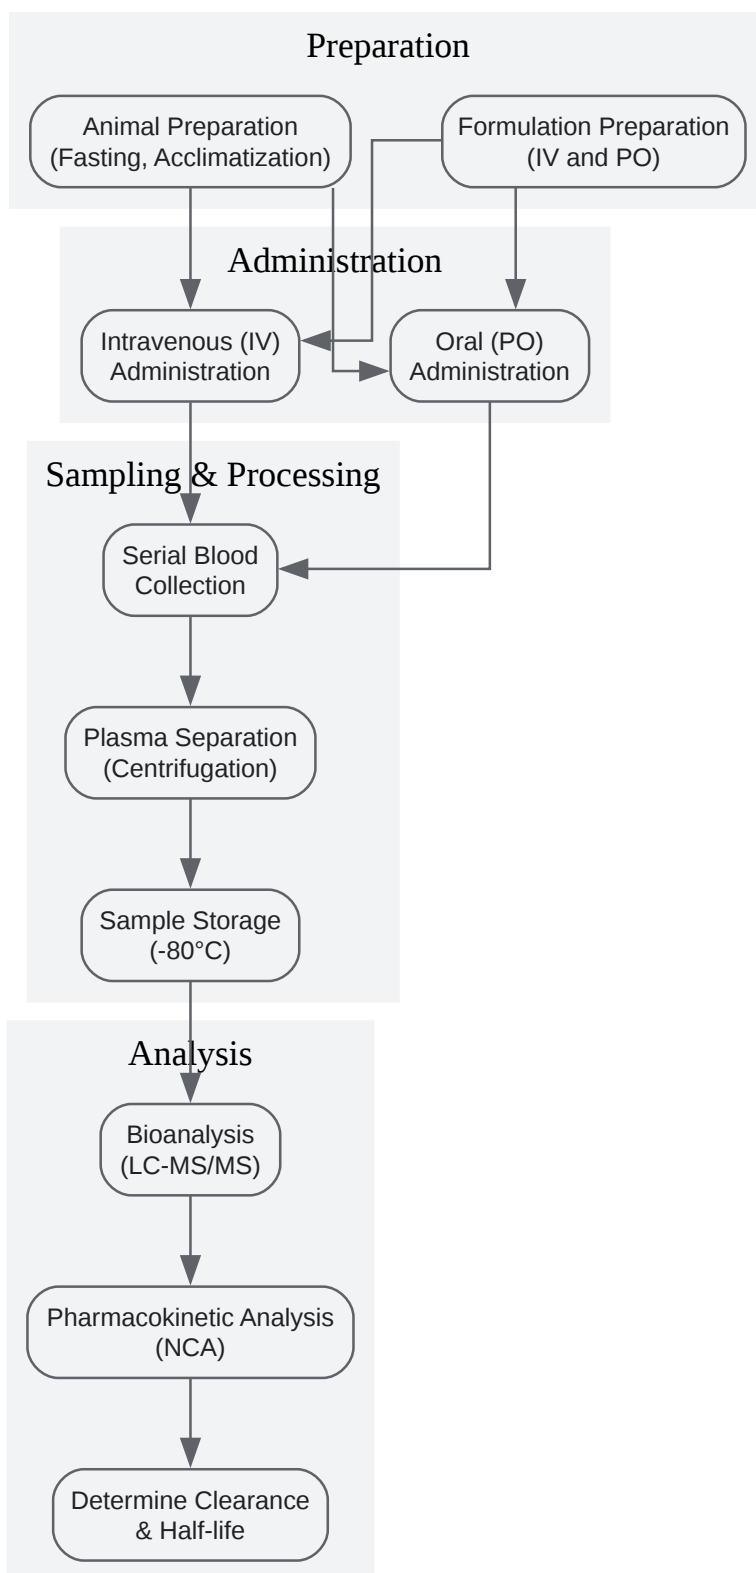 Preparation
Animal Preparation
(Fasting, Acclimatization)
Formulation Preparation
(IV and PO)
Administration
Intravenous (IV)
Administration
Oral (PO)
Administration
Sampling & Processing
Serial Blood
Collection
Plasma Separation
(Centrifugation)
Sample Storage
(-80°C)
Analysis
Bioanalysis
(LC-MS/MS)
Pharmacokinetic Analysis
(NCA)
Determine Clearance
& Half-life